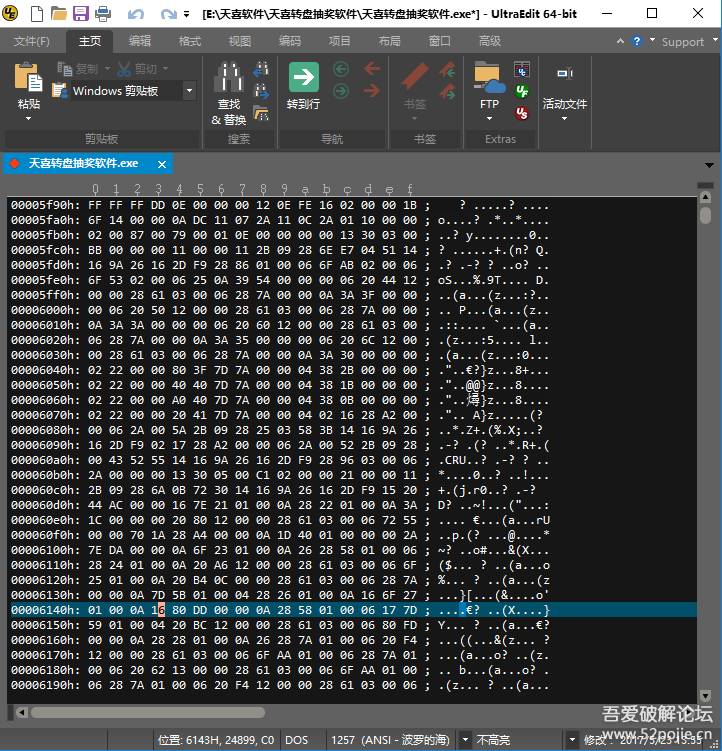 [E:\天喜软件\天喜转盘抽奖软件\天喜转盘抽奖软件.exe*] - UltraEdit 64-bit
文件(F) 主页 编辑 格式 视图 编码 项目 布局 窗口 高级 Support
复制 剪切
Windows 剪贴板
粘贴 查找 & 替换 转到行 书签 FTP 活动文件
剪贴板 搜索 导航 书签 Extras
天喜转盘抽奖软件.exe
0 1 2 3 4 5 6 7 8 9 a b c d e f
00005f90h: FF FF FF DD 0E 00 00 00 12 0E FE 16 02 00 00 1B ; ?.....? ....
00005fa0h: 6F 14 00 00 0A DC 11 07 2A 11 0C 2A 01 10 00 00 ; o....? .*..*....
00005fb0h: 02 00 87 00 79 00 01 0E 00 00 00 00 13 30 03 00 ; ..? y........0..
00005fc0h: BB 00 00 00 11 00 00 11 2B 09 28 6E E7 04 51 14 ; ? ......+.(n? Q.
00005fd0h: 16 9A 26 16 2D F9 28 86 01 00 06 6F AB 02 00 06 ; .? .-? ? ..o? ..
00005fe0h: 6F 53 02 00 06 25 0A 39 54 00 00 00 06 20 44 12 ; oS...%.9T.... D.
00005ff0h: 00 00 28 61 03 00 06 28 7A 00 00 0A 3A 3F 00 00 ; ..(a...(z...:?..
00006000h: 00 06 20 50 12 00 00 28 61 03 00 06 28 7A 00 00 ; .. P...(a...(z..
00006010h: 0A 3A 3A 00 00 00 06 20 60 12 00 00 28 61 03 00 ; .::.... `...(a..
00006020h: 06 28 7A 00 00 0A 3A 35 00 00 00 06 20 6C 12 00 ; .(z...:5.... l..
00006030h: 00 28 61 03 00 06 28 7A 00 00 0A 3A 30 00 00 00 ; .(a...(z...:0...
00006040h: 02 22 00 00 80 3F 7D 7A 00 00 04 38 2B 00 00 00 ; ."..€?}z...8+...
00006050h: 02 22 00 00 40 40 7D 7A 00 00 04 38 1B 00 00 00 ; ."..@@}z...8....
00006060h: 02 22 00 00 A0 40 7D 7A 00 00 04 38 0B 00 00 00 ; ."..燖}z...8....
00006070h: 02 22 00 00 20 41 7D 7A 00 00 04 02 16 28 A2 00 ; .".. A}z.....(?
00006080h: 00 06 2A 00 5A 2B 09 28 25 03 58 3B 14 16 9A 26 ; ..*.Z+.(%.X;..?
00006090h: 16 2D F9 02 17 28 A2 00 00 06 2A 00 52 2B 09 28 ; .-? .(? ..*.R+.(
000060a0h: 00 43 52 55 14 16 9A 26 16 2D F9 28 96 03 00 06 ; .CRU..? .-? ? ..
000060b0h: 2A 00 00 00 13 30 05 00 C1 02 00 00 21 00 00 11 ; *....0..? ..!...
000060c0h: 2B 09 28 6A 0B 72 30 14 16 9A 26 16 2D F9 15 20 ; +.(j.r0..? .-?
000060d0h: 44 AC 00 00 16 7E 21 01 00 0A 28 22 01 00 0A 3A ; D? ..~!...("...:
000060e0h: 1C 00 00 00 20 80 12 00 00 28 61 03 00 06 72 55 ; .... €...(a...rU
000060f0h: 00 00 70 1A 28 A4 00 00 0A 1D 40 01 00 00 00 2A ; ..p.(? ...@....*
00006100h: 7E DA 00 00 0A 6F 23 01 00 0A 26 28 58 01 00 06 ; ~? ..o#...&(X...
00006110h: 28 24 01 00 0A 20 A6 12 00 00 28 61 03 00 06 6F ; ($... ? ..(a...o
00006120h: 25 01 00 0A 20 B4 0C 00 00 28 61 03 00 06 28 7A ; %... ? ..(a...(z
00006130h: 00 00 0A 7D 5B 01 00 04 28 26 01 00 0A 16 6F 27 ; ...}[...(&....o'
00006140h: 01 00 0A 16 80 DD 00 00 0A 28 58 01 00 06 17 7D ; ....€? ..(X....}
00006150h: 59 01 00 04 20 BC 12 00 00 28 61 03 00 06 80 FD ; Y... ? ..(a...€?
00006160h: 00 00 0A 28 28 01 00 0A 26 28 7A 01 00 06 20 F4 ; ...((...&(z... ?
00006170h: 12 00 00 28 61 03 00 06 6F AA 01 00 06 28 7A 01 ; ...(a...o? ..(z.
00006180h: 00 06 20 62 13 00 00 28 61 03 00 06 6F AA 01 00 ; .. b...(a...o? ..
00006190h: 06 28 7A 01 00 06 20 F4 12 00 00 28 61 03 00 06 ; .(z... ? ..(a...
位置: 6143H, 24899, C0 DOS 1257 (ANSI - 波罗的海) 不高亮 修改:
吾爱破解论坛
www.52pojie.cn